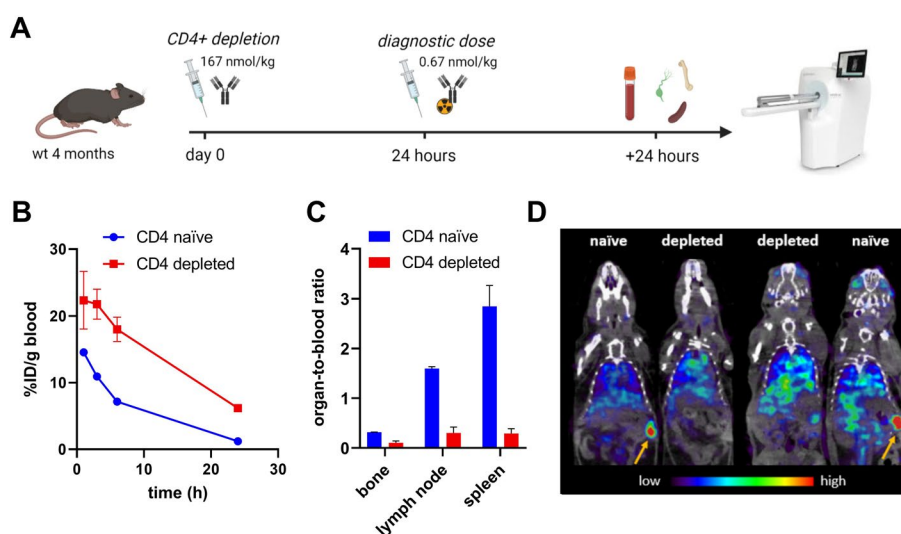 A
CD4+ depletion
167 nmol/kg
diagnostic dose
0.67 nmol/kg
wt 4 months
day 0
24 hours
+24 hours
B
CD4 naïve
CD4 depleted
%ID/g blood
30
20
10
0
0
10
20
30
time (h)
C
CD4 naïve
CD4 depleted
organ-to-blood ratio
4
3
2
1
0
bone
lymph node
spleen
D
naïve depleted depleted naïve
low high